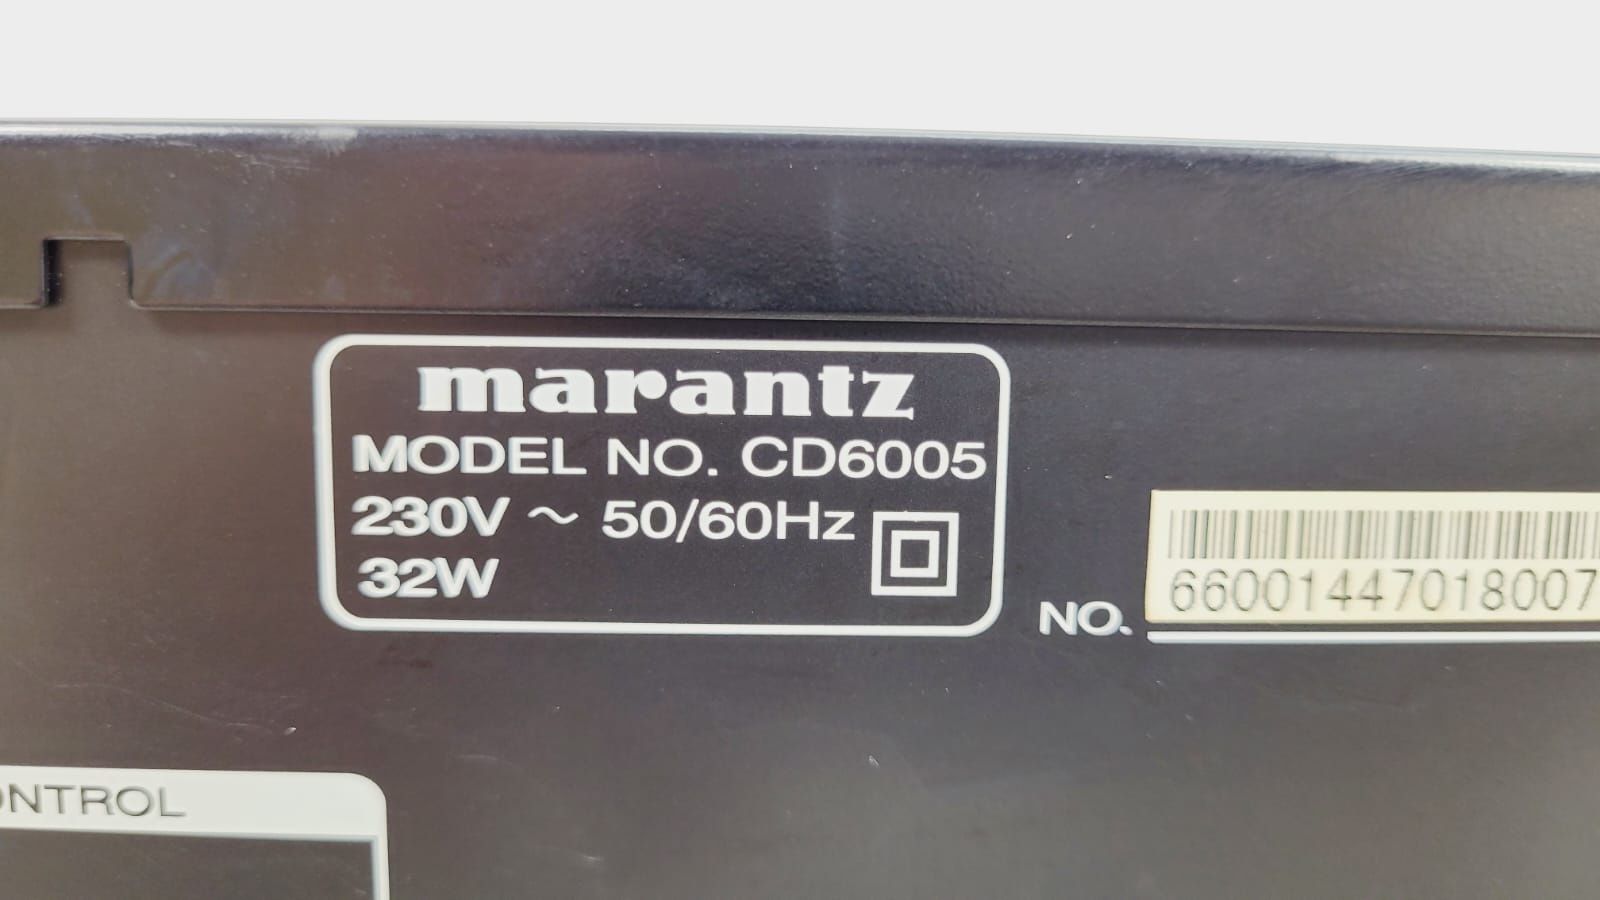 marantz
MODEL NO. CD6005
230V ~ 50/60Hz
32W
NO. 66001447018007
ONTROL